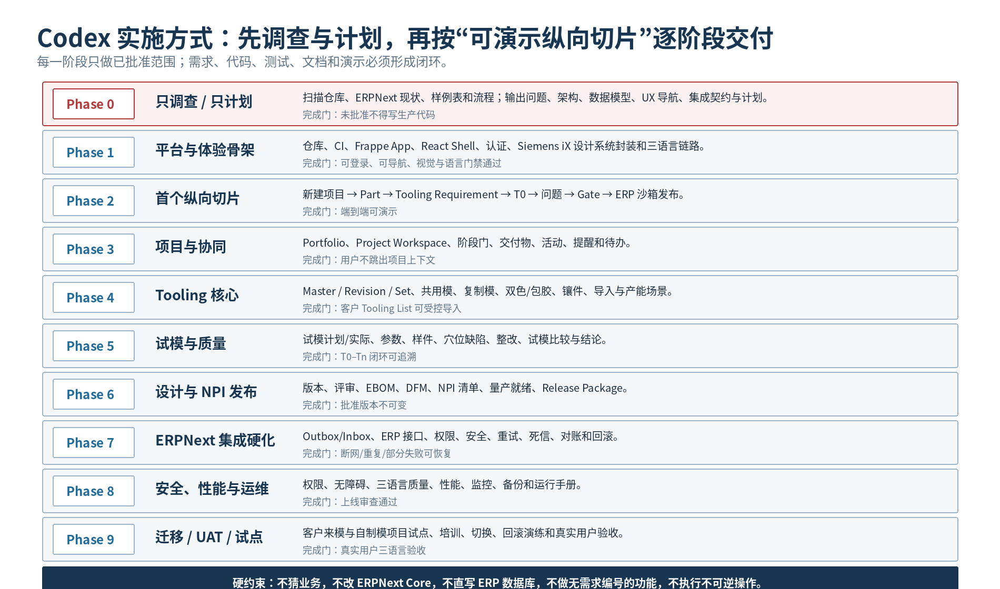 Codex 实施方式：先调查与计划，再按“可演示纵向切片”逐阶段交付
每一阶段只做已批准范围；需求、代码、测试、文档和演示必须形成闭环。
Phase 0
只调查 / 只计划
扫描仓库、ERPNext 现状、样例表和流程；输出问题、架构、数据模型、UX 导航、集成契约与计划。
完成门：未批准不得写生产代码
Phase 1
平台与体验骨架
仓库、CI、Frappe App、React Shell、认证、Siemens iX 设计系统封装和三语言链路。
完成门：可登录、可导航、视觉与语言门禁通过
Phase 2
首个纵向切片
新建项目 → Part → Tooling Requirement → T0 → 问题 → Gate → ERP 沙箱发布。
完成门：端到端可演示
Phase 3
项目与协同
Portfolio、Project Workspace、阶段门、交付物、活动、提醒和待办。
完成门：用户不跳出项目上下文
Phase 4
Tooling 核心
Master / Revision / Set、共用模、复制模、双色/包胶、镶件、导入与产能场景。
完成门：客户 Tooling List 可受控导入
Phase 5
试模与质量
试模计划/实际、参数、样件、穴位缺陷、整改、试模比较与结论。
完成门：T0–Tn 闭环可追溯
Phase 6
设计与 NPI 发布
版本、评审、EBOM、DFM、NPI 清单、量产就绪、Release Package。
完成门：批准版本不可变
Phase 7
ERPNext 集成硬化
Outbox/Inbox、ERP 接口、权限、安全、重试、死信、对账和回滚。
完成门：断网/重复/部分失败可恢复
Phase 8
安全、性能与运维
权限、无障碍、三语言质量、性能、监控、备份和运行手册。
完成门：上线审查通过
Phase 9
迁移 / UAT / 试点
客户来模与自制模项目试点、培训、切换、回滚演练和真实用户验收。
完成门：真实用户三语言验收
硬约束：不猜业务，不改 ERPNext Core，不直写 ERP 数据库，不做无需求编号的功能，不执行不可逆操作。